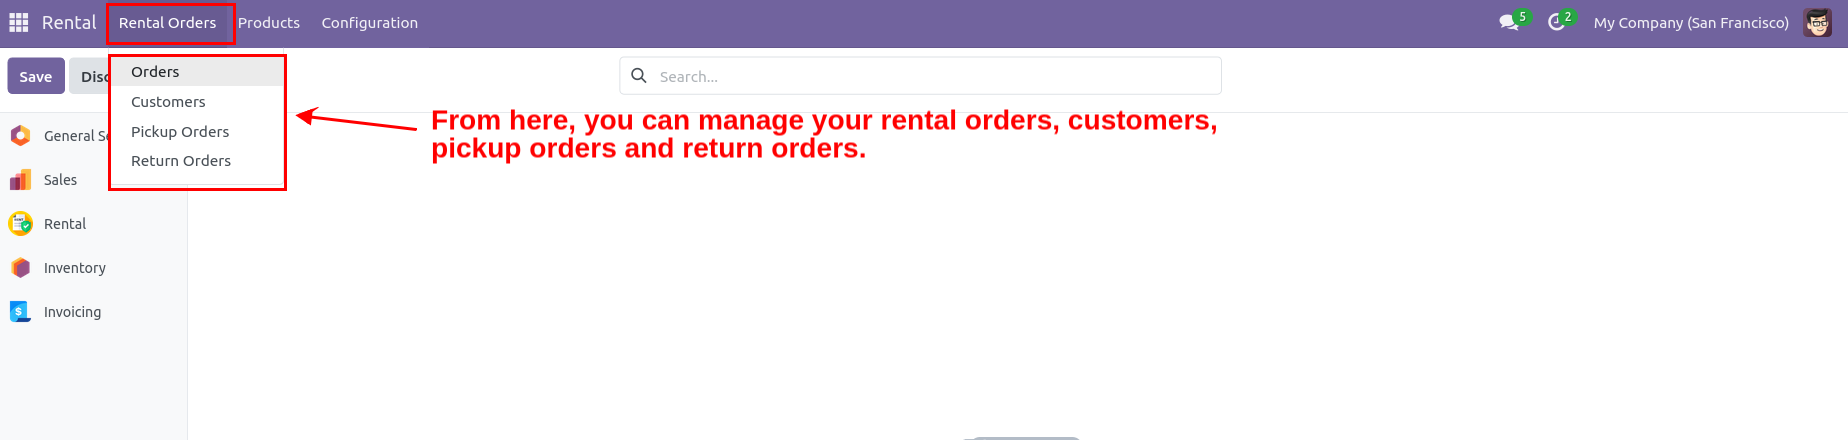 Rental Rental Orders Products Configuration 5 2 My Company (San Francisco)
Save
Search...
Orders
Customers
Pickup Orders
Return Orders
From here, you can manage your rental orders, customers,
pickup orders and return orders.
General
Sales
Rental
Inventory
Invoicing